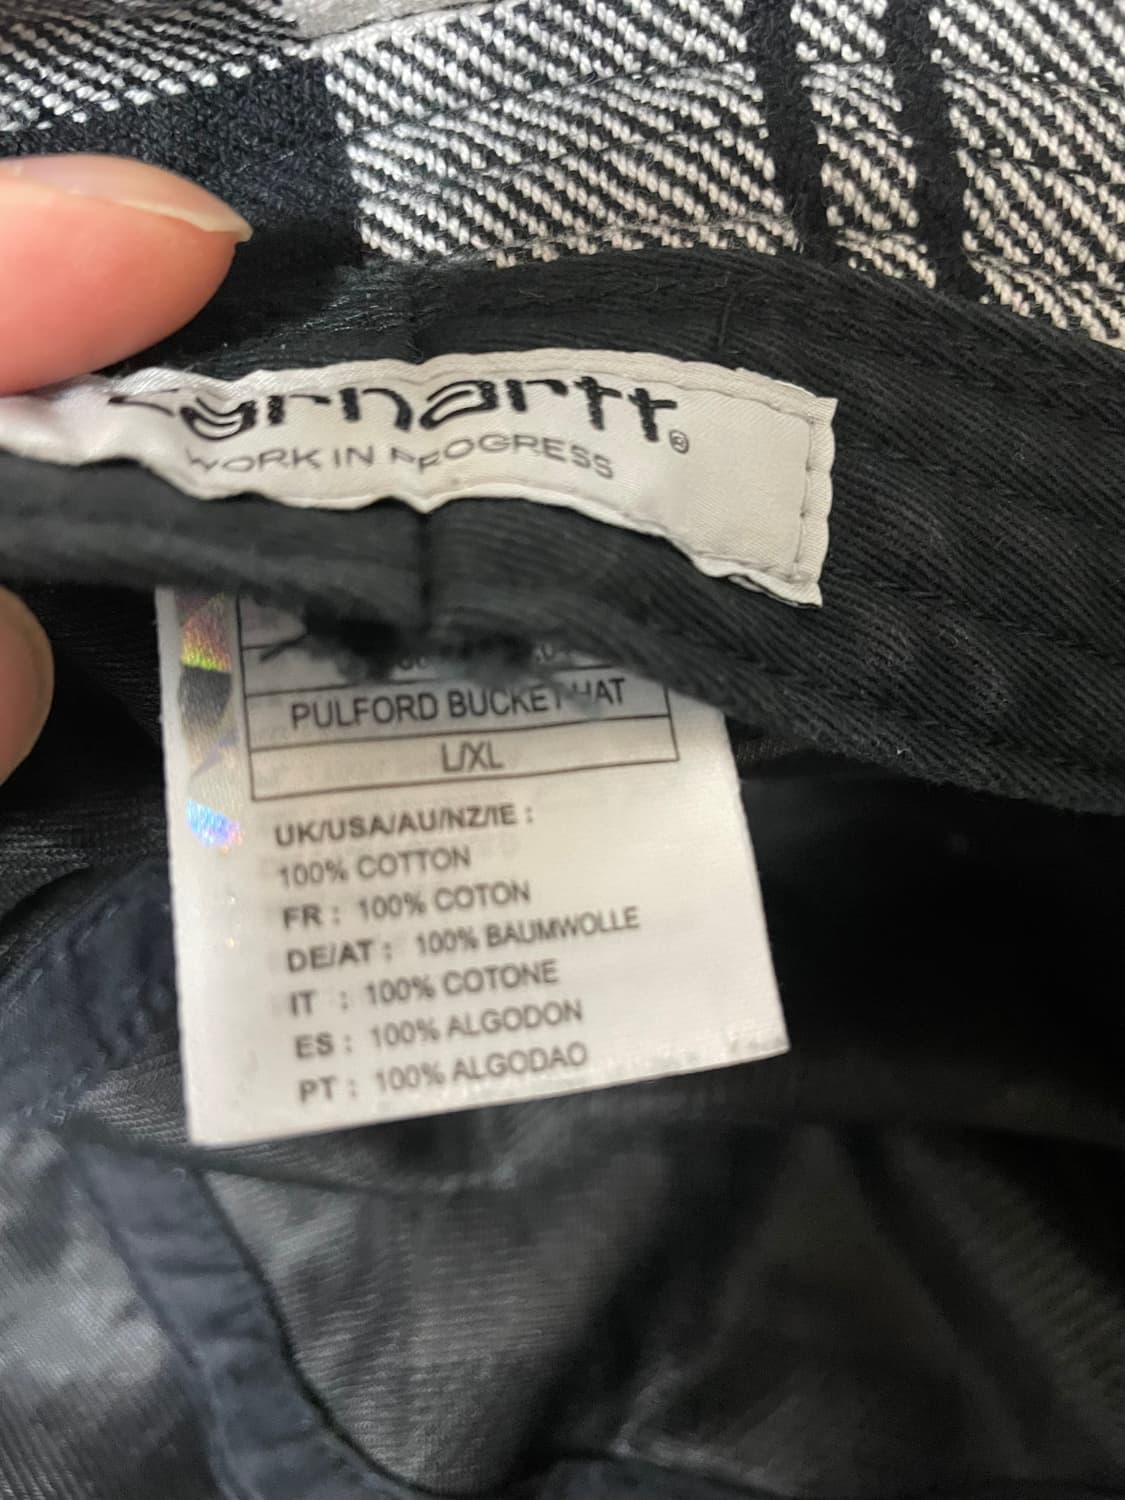 carhartt®
WORK IN PROGRESS
PULFORD BUCKET HAT
L/XL
UK/USA/AU/NZ/IE :
100% COTTON
FR : 100% COTON
DE/AT : 100% BAUMWOLLE
IT : 100% COTONE
ES : 100% ALGODON
PT : 100% ALGODAO